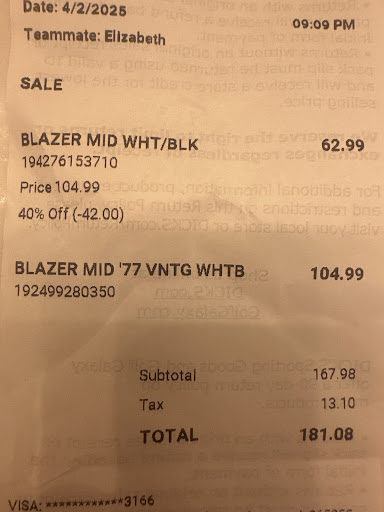 Date: 4/2/2025
09:09 PM
Teammate: Elizabeth
SALE
BLAZER MID WHT/BLK 62.99
194276153710
Price 104.99
40% Off (-42.00)
BLAZER MID '77 VNTG WHTB 104.99
192499280350
Subtotal 167.98
Tax 13.10
TOTAL 181.08
VISA: ************3166